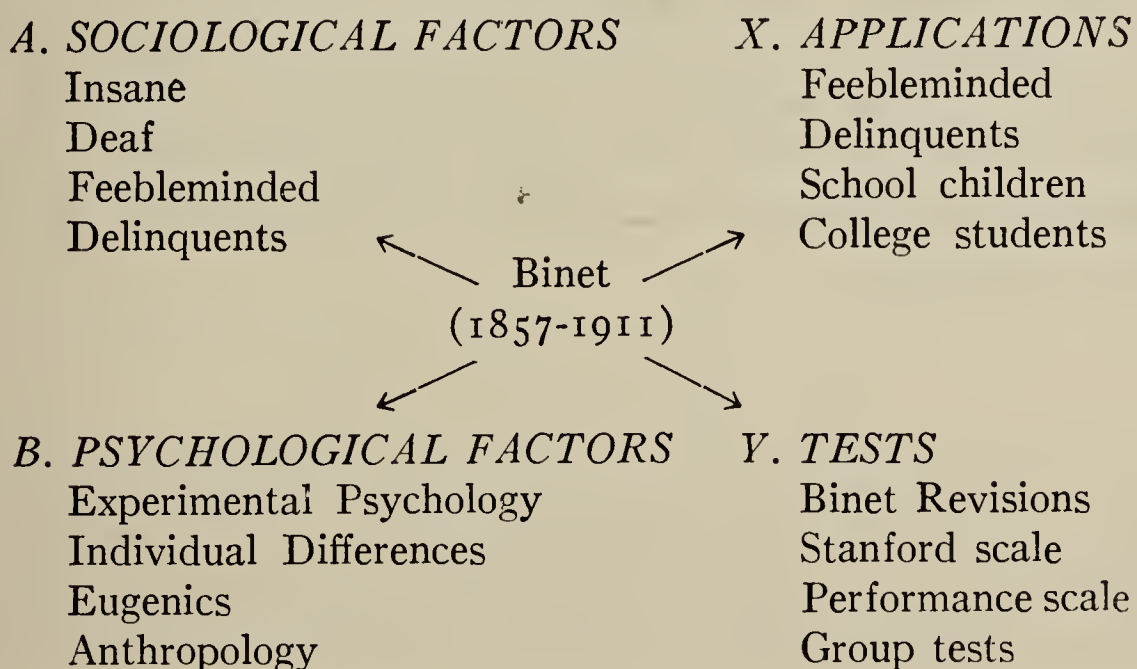 A. SOCIOLOGICAL FACTORS
Insane
Deaf
Feebleminded
Delinquents
X. APPLICATIONS
Feebleminded
Delinquents
School children
College students
Binet
(1857-1911)
B. PSYCHOLOGICAL FACTORS
Experimental Psychology
Individual Differences
Eugenics
Anthropology
Y. TESTS
Binet Revisions
Stanford scale
Performance scale
Group tests